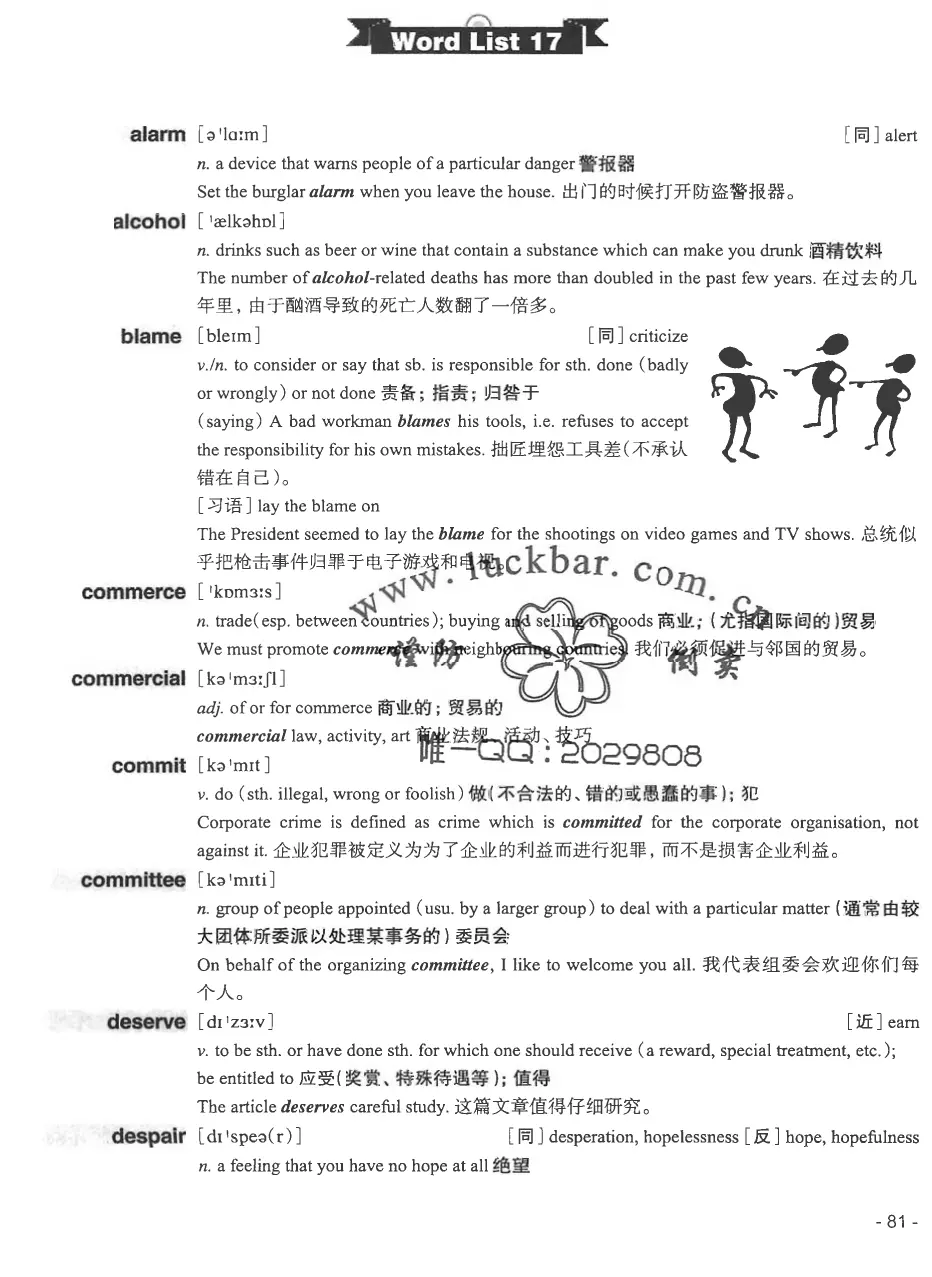 Word List 17
alarm [ə'lɑːm] [同] alert
n. a device that warns people of a particular danger 警报器
Set the burglar alarm when you leave the house. 出门的时候打开防盗警报器。
alcohol ['ælkəhɒl]
n. drinks such as beer or wine that contain a substance which can make you drunk 酒精饮料
The number of alcohol-related deaths has more than doubled in the past few years. 在过去的几
年里，由于酗酒导致的死亡人数翻了一倍多。
blame [bleɪm] [同] criticize
v./n. to consider or say that sb. is responsible for sth. done (badly
or wrongly) or not done 责备；指责；归咎于
(saying) A bad workman blames his tools, i.e. refuses to accept
the responsibility for his own mistakes. 拙匠埋怨工具差(不承认
错在自己)。
[习语] lay the blame on
The President seemed to lay the blame for the shootings on video games and TV shows. 总统似
乎把枪击事件归罪于电子游戏和电视。
www.luckbar.com.cn
commerce ['kɒmɜːs]
n. trade(esp. between countries); buying and selling of goods 商业；(尤指国际间的)贸易
We must promote commerce with neighbouring countries. 我们必须促进与邻国的贸易。
谨防 倒卖
commercial [kə'mɜːʃl]
adj. of or for commerce 商业的；贸易的
commercial law, activity, art 商业法规、活动、技巧
唯一QQ：2029808
commit [kə'mɪt]
v. do (sth. illegal, wrong or foolish) 做(不合法的、错的或愚蠢的事)；犯
Corporate crime is defined as crime which is committed for the corporate organisation, not
against it. 企业犯罪被定义为为了企业的利益而进行犯罪，而不是损害企业利益。
committee [kə'mɪti]
n. group of people appointed (usu. by a larger group) to deal with a particular matter (通常由较
大团体所委派以处理某事务的) 委员会
On behalf of the organizing committee, I like to welcome you all. 我代表组委会欢迎你们每
个人。
deserve [dɪ'zɜːv] [近] earn
v. to be sth. or have done sth. for which one should receive (a reward, special treatment, etc.);
be entitled to 应受(奖赏、特殊待遇等)；值得
The article deserves careful study. 这篇文章值得仔细研究。
despair [dɪ'speə(r)] [同] desperation, hopelessness [反] hope, hopefulness
n. a feeling that you have no hope at all 绝望
- 81 -